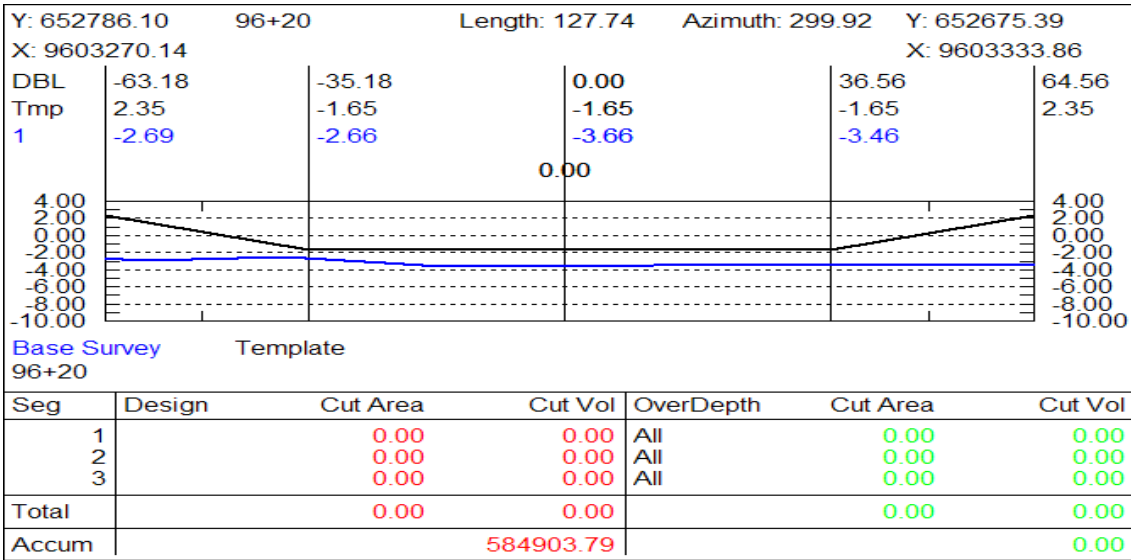 Y: 652786.10 96+20 Length: 127.74 Azimuth: 299.92 Y: 652675.39
X: 9603270.14 X: 9603333.86
DBL -63.18 -35.18 0.00 36.56 64.56
Tmp 2.35 -1.65 -1.65 -1.65 2.35
1 -2.69 -2.66 -3.66 -3.46
0.00
4.00 4.00
2.00 2.00
0.00 0.00
-2.00 -2.00
-4.00 -4.00
-6.00 -6.00
-8.00 -8.00
-10.00 -10.00
Base Survey Template
96+20
Seg Design Cut Area Cut Vol OverDepth Cut Area Cut Vol
1 0.00 0.00 All 0.00 0.00
2 0.00 0.00 All 0.00 0.00
3 0.00 0.00 All 0.00 0.00
Total 0.00 0.00 0.00 0.00
Accum 584903.79 0.00